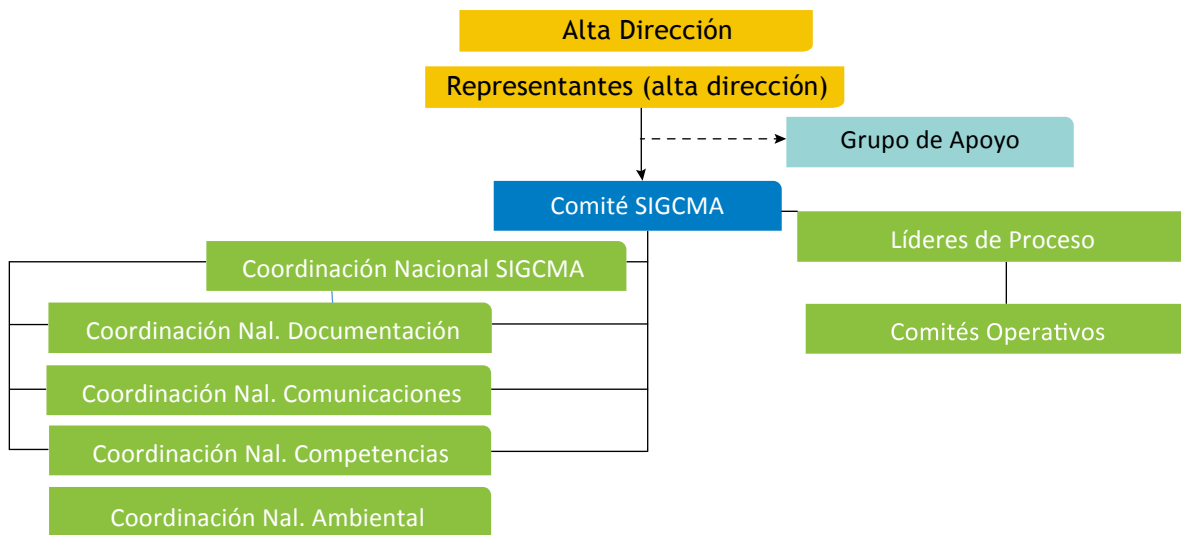 Alta Dirección
Representantes (alta dirección)
Grupo de Apoyo
Comité SIGCMA
Líderes de Proceso
Coordinación Nacional SIGCMA
Coordinación Nal. Documentación
Comités Operativos
Coordinación Nal. Comunicaciones
Coordinación Nal. Competencias
Coordinación Nal. Ambiental